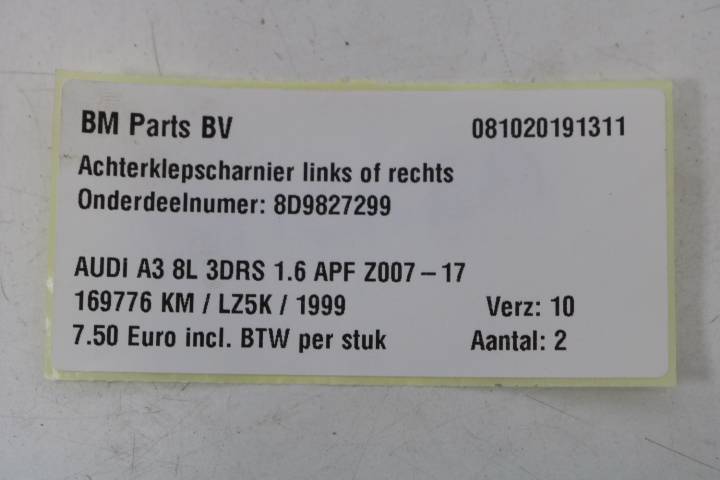 BM Parts BV 081020191311
Achterklepscharnier links of rechts
Onderdeelnumer: 8D9827299
AUDi A3 8L 3DRS 1.6 APF Z007 – 17
169776 KM / LZ5K / 1999 Verz: 10
7.50 Euro incl. BTW per stuk Aantal: 2